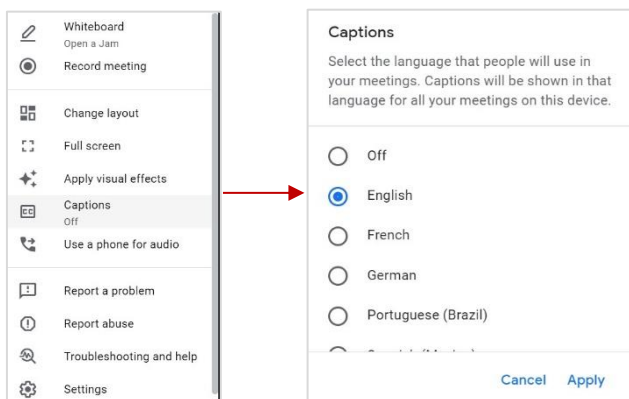 Whiteboard
Open a Jam
Record meeting
Change layout
Full screen
Apply visual effects
CC
Captions
Off
Use a phone for audio
Report a problem
Report abuse
Troubleshooting and help
Settings
Captions
Select the language that people will use in
your meetings. Captions will be shown in that
language for all your meetings on this device.
Off
English
French
German
Portuguese (Brazil)
Cancel Apply